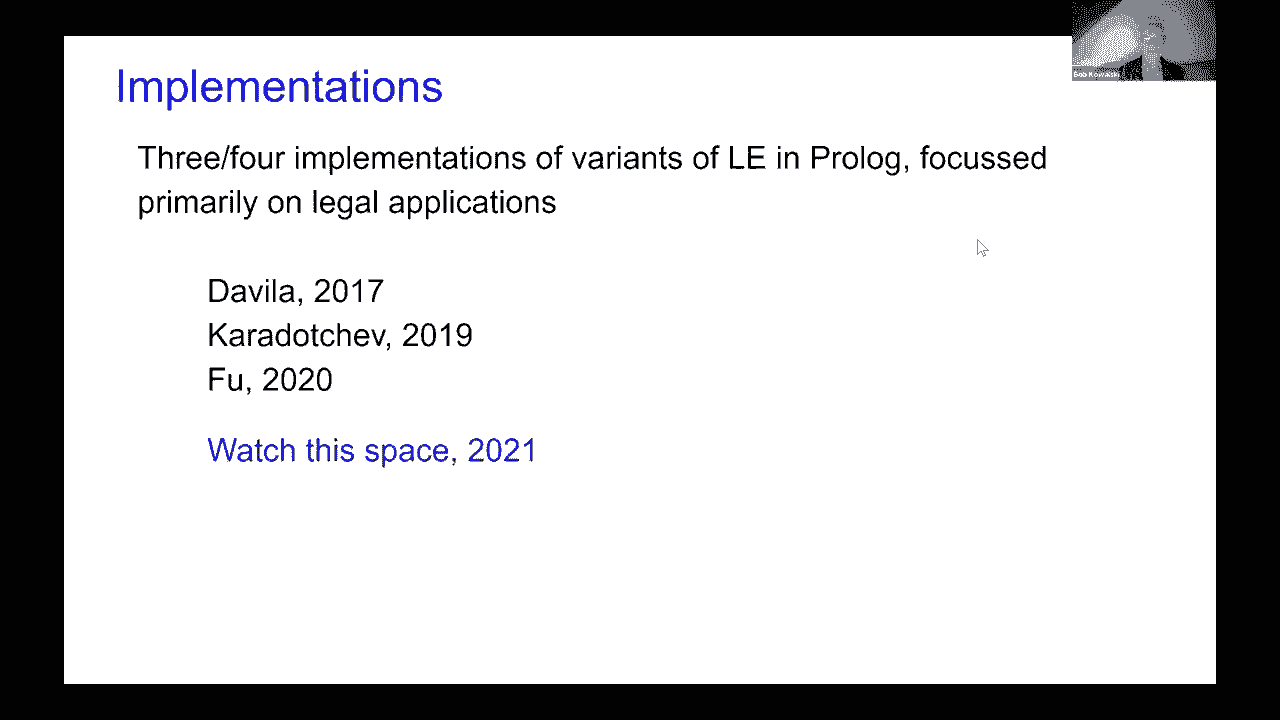 Implementations
Three/four implementations of variants of LE in Prolog, focussed
primarily on legal applications
Davila, 2017
Karadotchev, 2019
Fu, 2020
Watch this space, 2021
Bob Kowalski